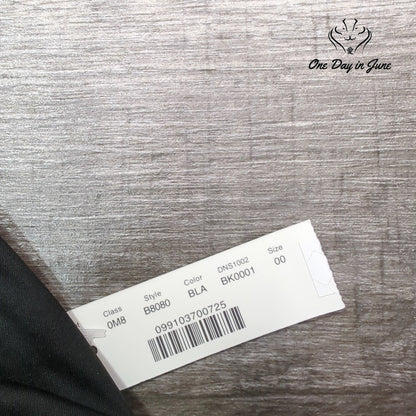 One Day in June
Class Style Color DNS1002 Size
0M8 B8080 BLA BK0001 00
099103700725